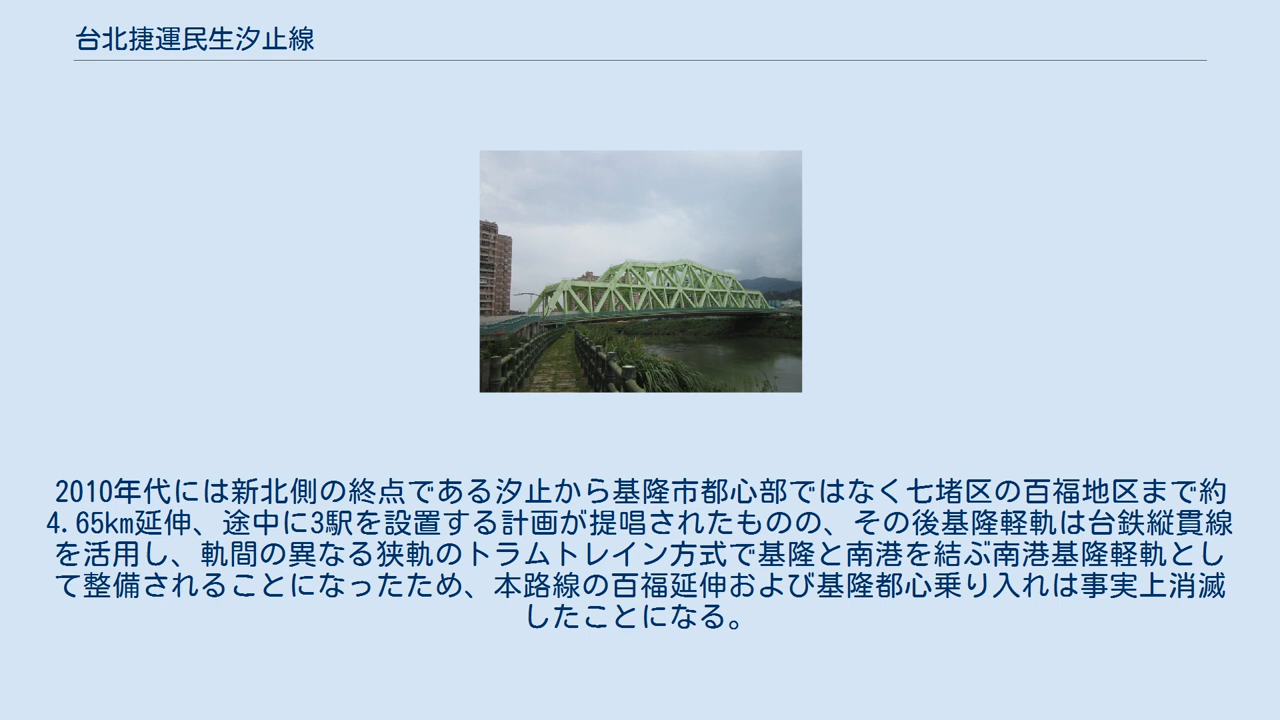 台北捷運民生汐止線
2010年代には新北側の終点である汐止から基隆市都心部ではなく七堵区の百福地区まで約
4.65km延伸、途中に3駅を設置する計画が提唱されたものの、その後基隆軽軌は台鉄縦貫線
を活用し、軌間の異なる狭軌のトラムトレイン方式で基隆と南港を結ぶ南港基隆軽軌とし
て整備されることになったため、本路線の百福延伸および基隆都心乗り入れは事実上消滅
したことになる。